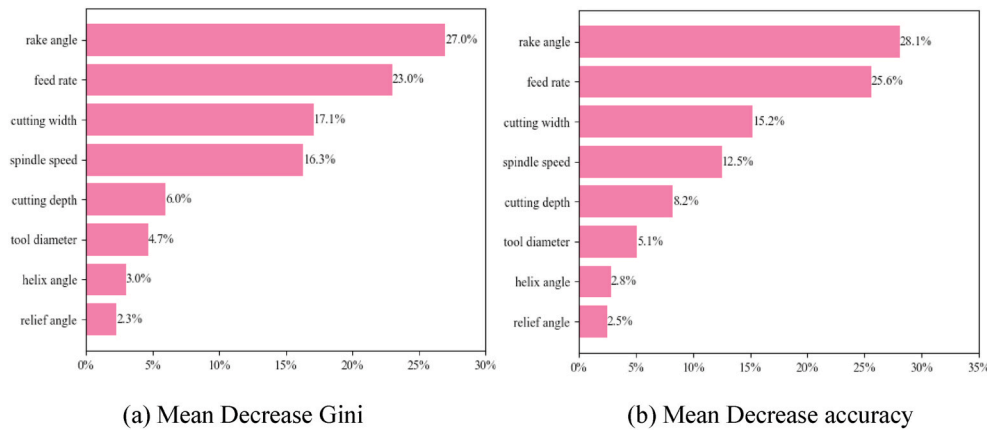 rake angle
27.0%
feed rate
23.0%
cutting width
17.1%
spindle speed
16.3%
cutting depth
6.0%
tool diameter
4.7%
helix angle
3.0%
relief angle
2.3%
0% 5% 10% 15% 20% 25% 30%
(a) Mean Decrease Gini
rake angle
28.1%
feed rate
25.6%
cutting width
15.2%
spindle speed
12.5%
cutting depth
8.2%
tool diameter
5.1%
helix angle
2.8%
relief angle
2.5%
0% 5% 10% 15% 20% 25% 30% 35%
(b) Mean Decrease accuracy